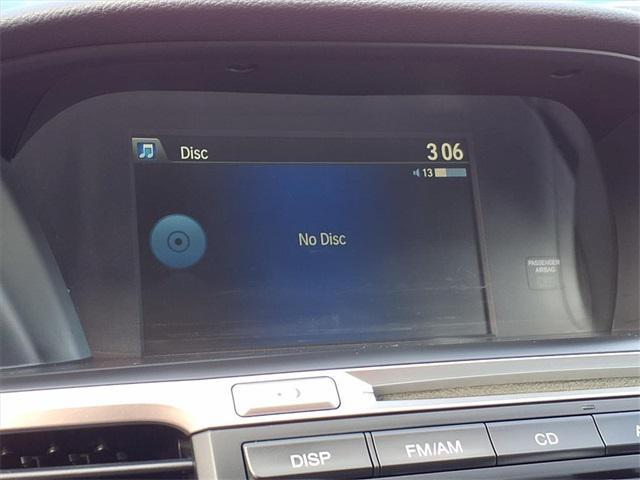 Disc
3 06
13
No Disc
PASSENGER
AIRBAG
DISP
FM/AM
CD
A